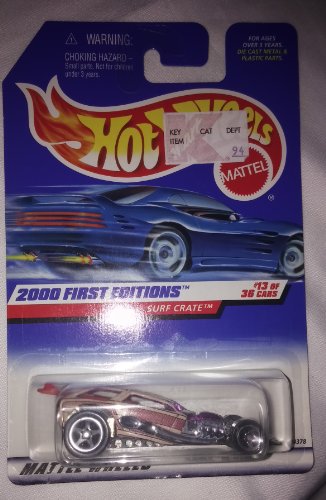 WARNING:
CHOKING HAZARD—
Small parts. Not for children
under 3 years.
FOR AGES
OVER 3 YEARS.
DIE CAST METAL &
PLASTIC PARTS.
HOT Wheels
KEY CAT DEPT
ITEM
94
MATTEL
2000 FIRST EDITIONS™
#13 OF
36 CARS
SURF CRATE™
MATTEL WHEELS